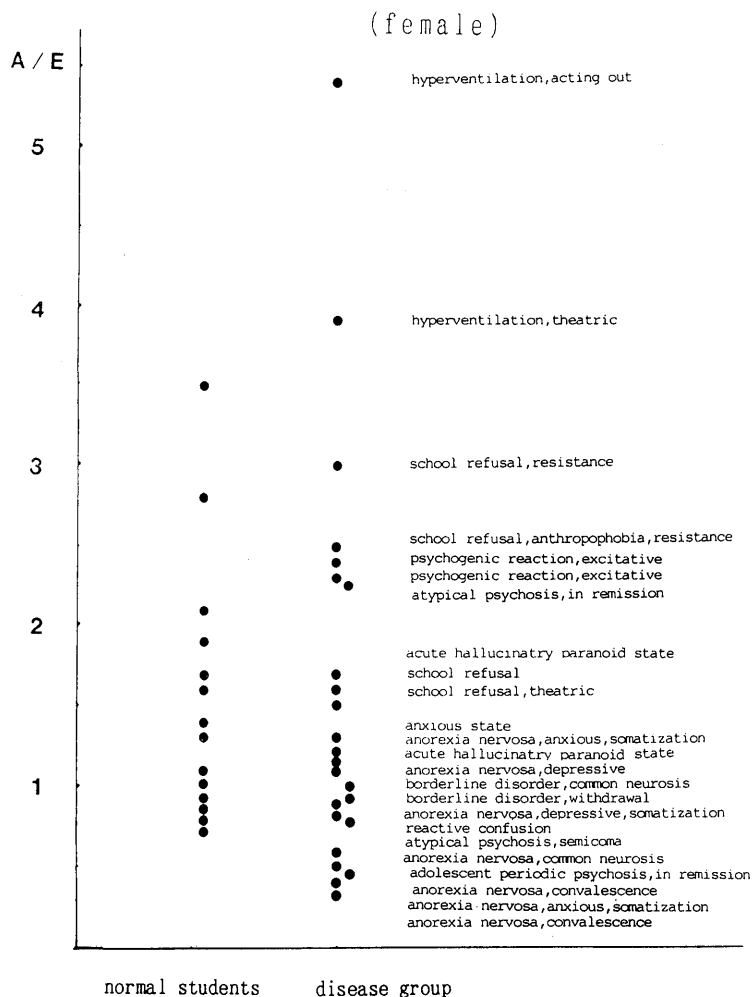 (female)
A/E
hyperventilation,acting out
5
4
hyperventilation,theatric
3
school refusal,resistance
school refusal,anthropophobia,resistance
psychogenic reaction,excitative
psychogenic reaction,excitative
atypical psychosis,in remission
2
acute hallucinatry paranoid state
school refusal
school refusal,theatric
anxious state
anorexia nervosa,anxious,somatization
acute hallucinatry paranoid state
anorexia nervosa,depressive
1
borderline disorder,common neurosis
borderline disorder,withdrawal
anorexia nervosa,depressive,somatization
reactive confusion
atypical psychosis,semicoma
anorexia nervosa,common neurosis
adolescent periodic psychosis,in remission
anorexia nervosa,convalescence
anorexia nervosa,anxious,somatization
anorexia nervosa,convalescence
normal students disease group